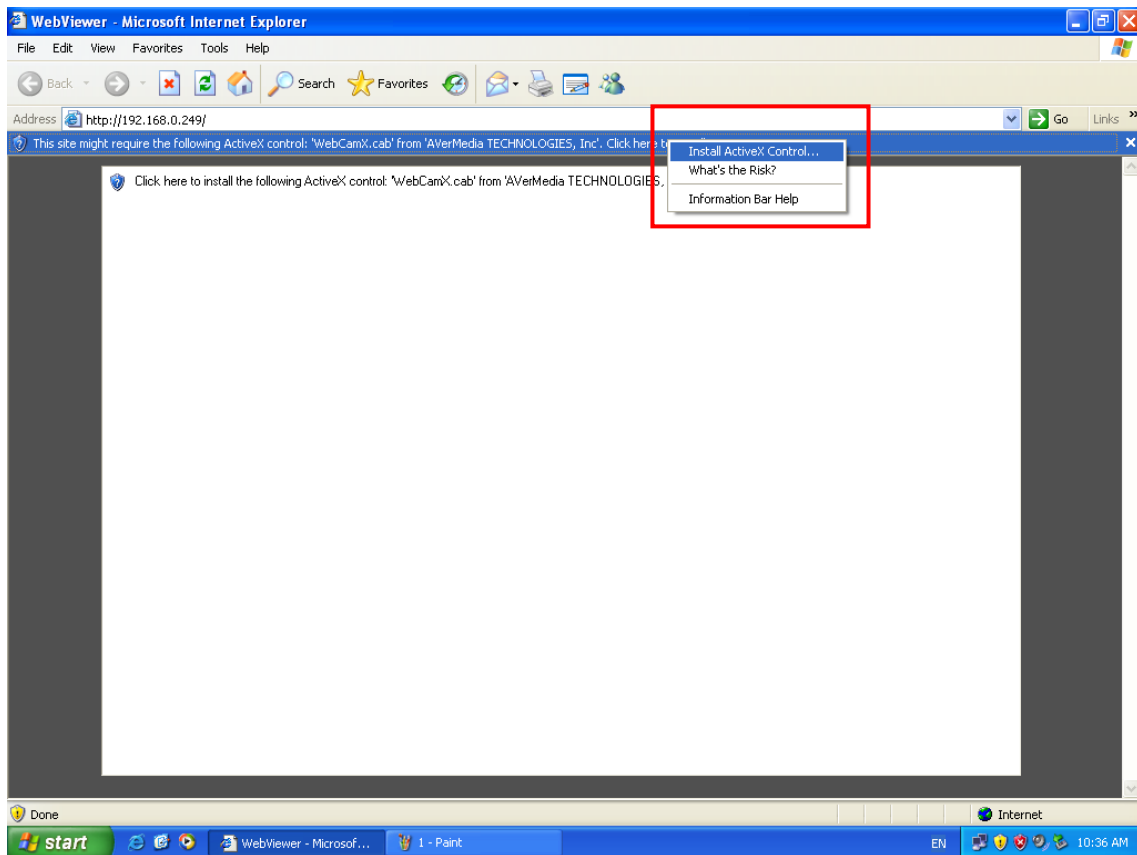 WebViewer - Microsoft Internet Explorer
File Edit View Favorites Tools Help
Back Search Favorites
Address http://192.168.0.249/ Go Links »
This site might require the following ActiveX control: 'WebCamX.cab' from 'AVerMedia TECHNOLOGIES, Inc'. Click here
Install ActiveX Control...
What's the Risk?
Information Bar Help
Click here to install the following ActiveX control: 'WebCamX.cab' from 'AVerMedia TECHNOLOGIES,
Done Internet
start WebViewer - Microsof... 1 - Paint EN 10:36 AM